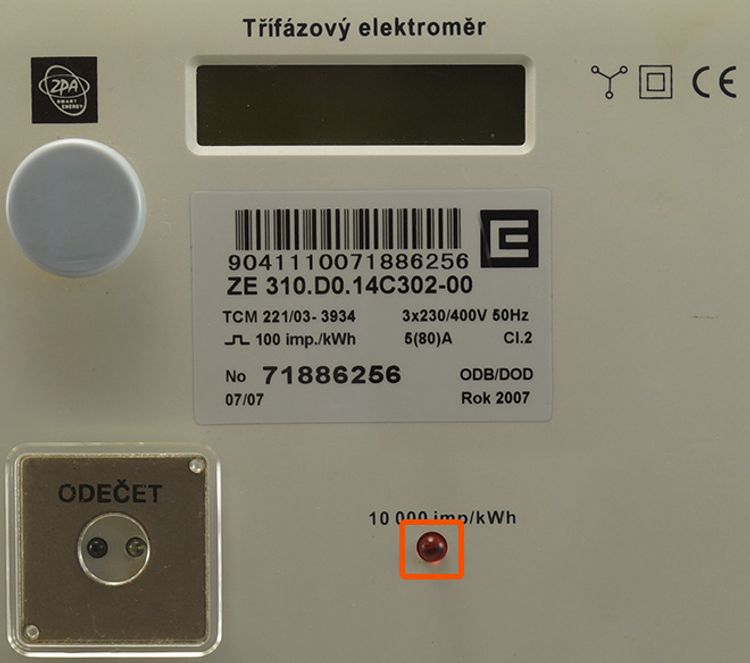 Třífázový elektroměr
ZPA
SMART
ENERGY
CE
9041110071886256
ZE 310.D0.14C302-00
TCM 221/03- 3934 3x230/400V 50Hz
100 imp./kWh 5(80)A Cl.2
No 71886256 ODB/DOD
07/07 Rok 2007
ODEČET
10 000 imp/kWh